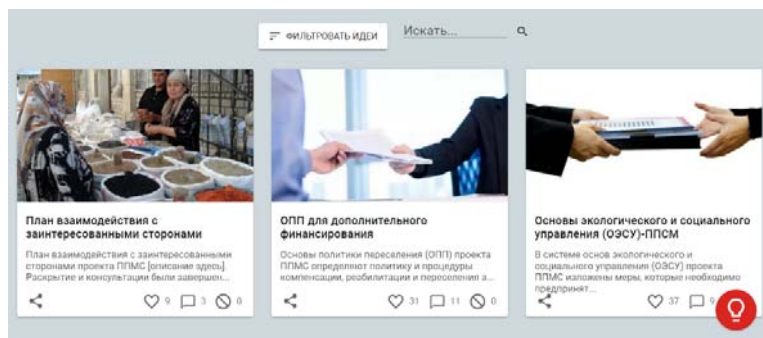 ФИЛЬТРОВАТЬ ИДЕИ
Искать...
План взаимодействия с
заинтересованными сторонами
План взаимодействия с заинтересованными
сторонами проекта ППМС [описание здесь].
Раскрытие и консультации были завершен...
9 3 0
ОПП для дополнительного
финансирования
Основы политики переселения (ОПП) проекта
ППМС определяют политику и процедуры
компенсации, реабилитации и переселения а...
31 11 0
Основы экологического и социального
управления (ОЭСУ)-ППСМ
В системе основ экологического и
социального управления (ОЭСУ) проекта
ППМС изложены меры, которые необходимо
предпринят...
37 9